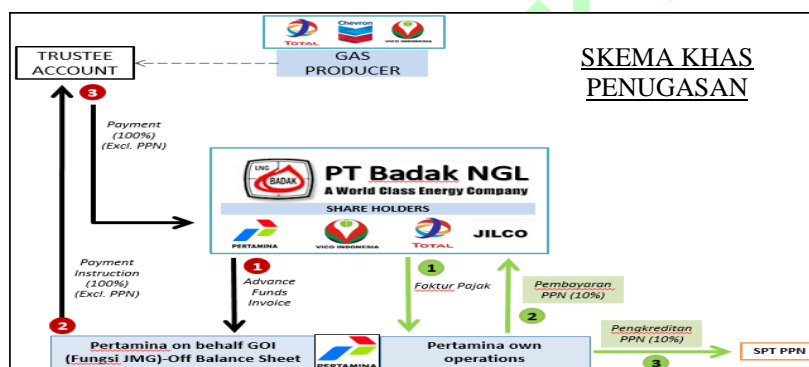 TOTAL
Chevron
VICO INDONESIA
GAS
PRODUCER
TRUSTEE
ACCOUNT
SKEMA KHAS
PENUGASAN
3
Payment
(100%)
(Excl. PPN)
LNG
BADAK
PT Badak NGL
A World Class Energy Company
SHARE HOLDERS
PERTAMINA
VICO INDONESIA
TOTAL
JILCO
Payment
Instruction
(100%)
(Excl. PPN)
2
1
Advance
Funds
Invoice
1
Faktur Pajak
Pembayaran
PPN (10%)
2
Pengkreditan
PPN (10%)
3
Pertamina on behalf GOI
(Fungsi JMG)-Off Balance Sheet
PERTAMINA
Pertamina own
operations
SPT PPN